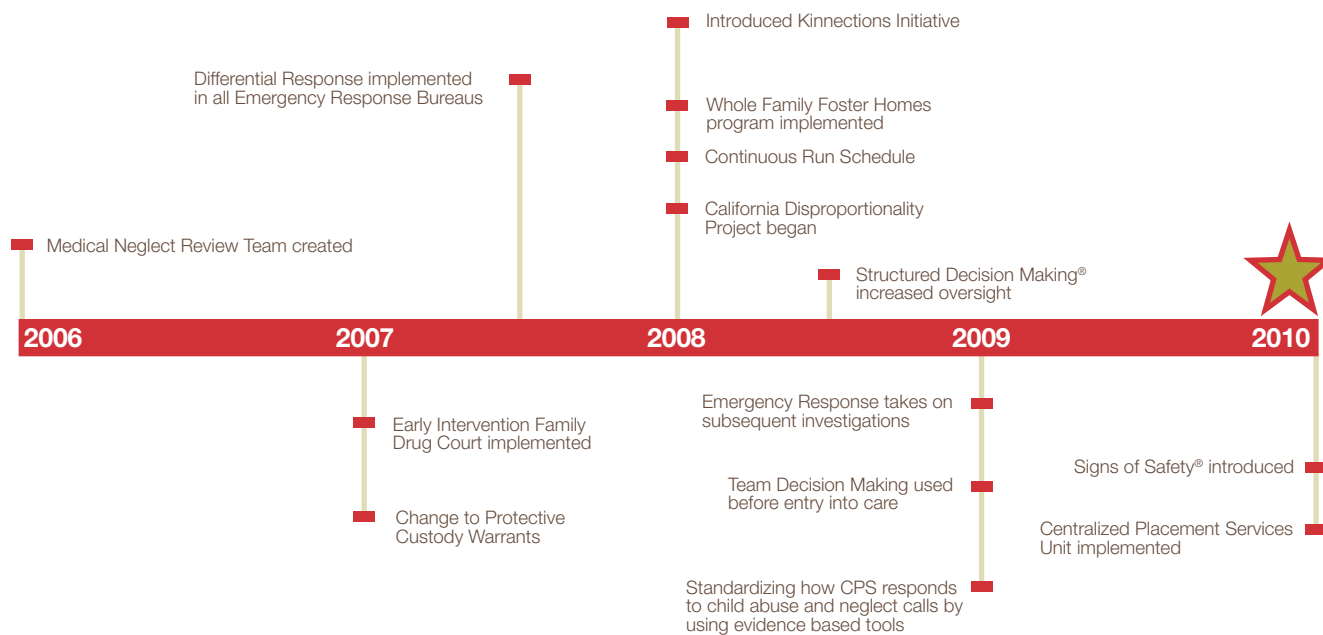 Introduced Kinnections Initiative
Differential Response implemented
in all Emergency Response Bureaus
Whole Family Foster Homes
program implemented
Continuous Run Schedule
California Disproportionality
Project began
Medical Neglect Review Team created
Structured Decision Making®
increased oversight
2006 2007 2008 2009 2010
Early Intervention Family
Drug Court implemented
Change to Protective
Custody Warrants
Emergency Response takes on
subsequent investigations
Team Decision Making used
before entry into care
Standardizing how CPS responds
to child abuse and neglect calls by
using evidence based tools
Signs of Safety® introduced
Centralized Placement Services
Unit implemented